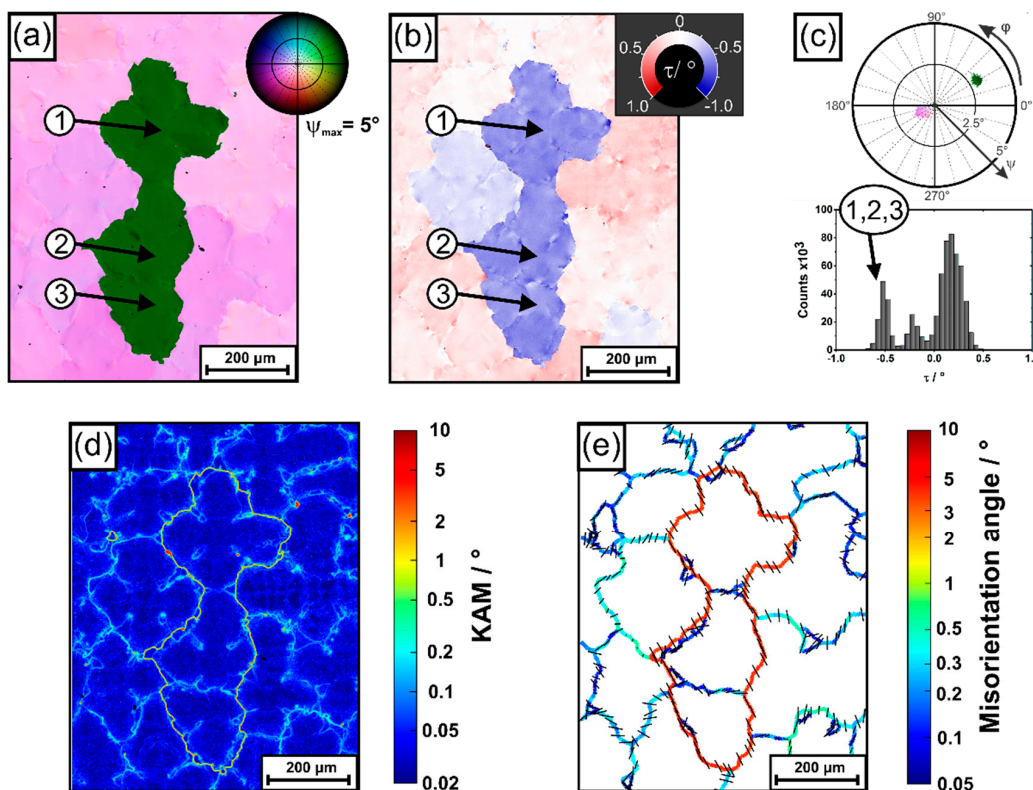 (a)
ψmax= 5°
1
2
3
200 µm
(b)
0
0.5
-0.5
τ/ °
1.0
-1.0
1
2
3
200 µm
(c)
90°
φ
180°
0°
2.5°
5°
ψ
270°
1,2,3
Counts x10³
100
80
60
40
20
0
-1.0
-0.5
0.0
0.5
1.
τ / °
(d)
200 µm
10
5
2
1
0.5
0.2
0.1
0.05
0.02
KAM / °
(e)
200 µm
10
5
3
2
1
0.5
0.3
0.2
0.1
0.05
Misorientation angle / °